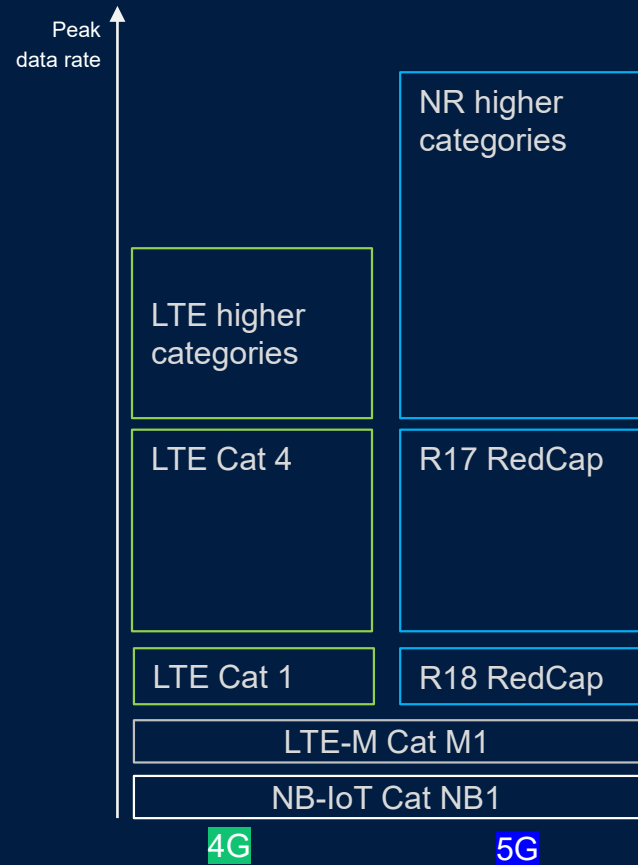 Peak
data rate
NR higher
categories
LTE higher
categories
LTE Cat 4
R17 RedCap
LTE Cat 1
R18 RedCap
LTE-M Cat M1
NB-IoT Cat NB1
4G
5G